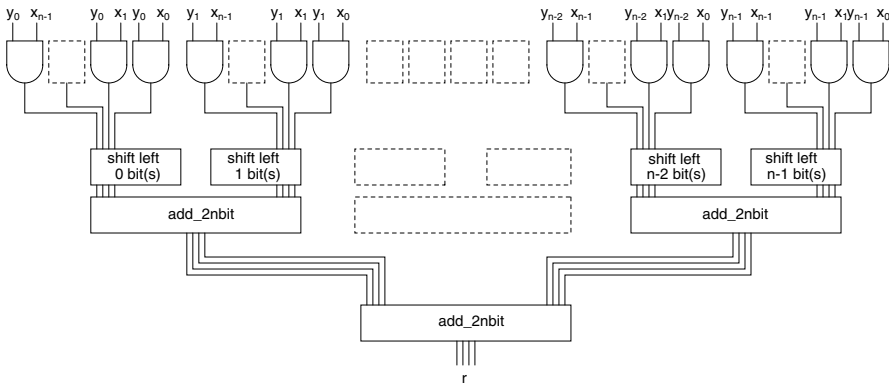 y0 xn-1 y0 x1 y0 x0 y1 xn-1 y1 x1 y1 x0 yn-2 xn-1 yn-2 x1 yn-2 x0 yn-1 xn-1 yn-1 x1 yn-1 x0
shift left
0 bit(s)
shift left
1 bit(s)
shift left
n-2 bit(s)
shift left
n-1 bit(s)
add_2nbit
add_2nbit
add_2nbit
r